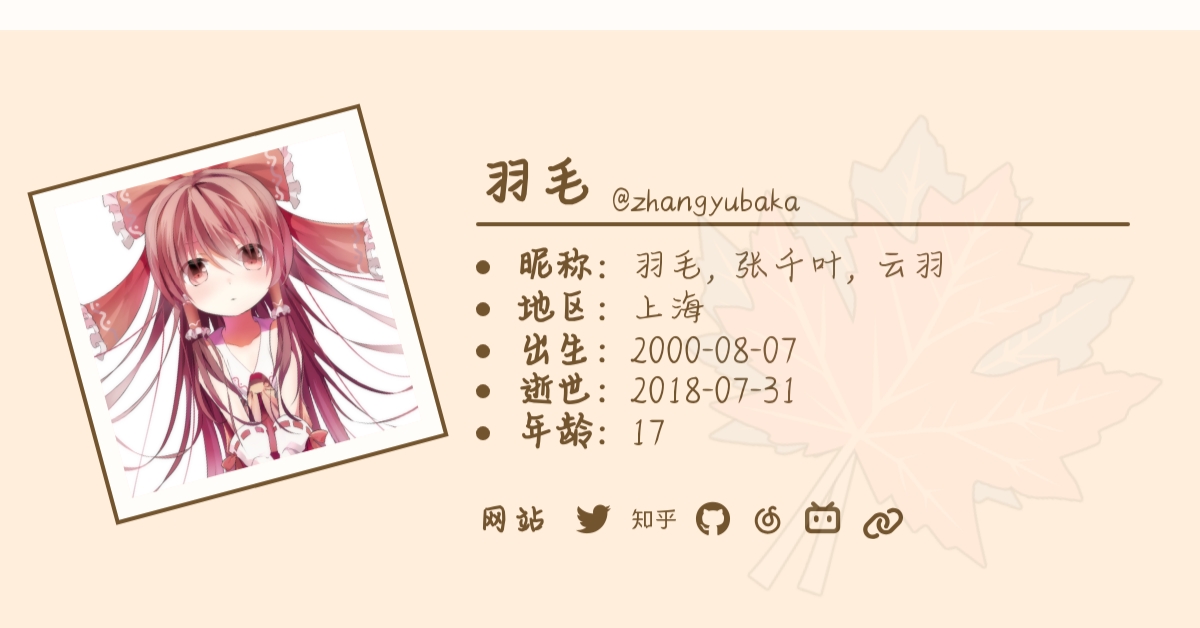 羽毛 @zhangyubaka
昵称： 羽毛, 张千叶, 云羽
地区： 上海
出生： 2000-08-07
逝世： 2018-07-31
年龄： 17
网站 知乎